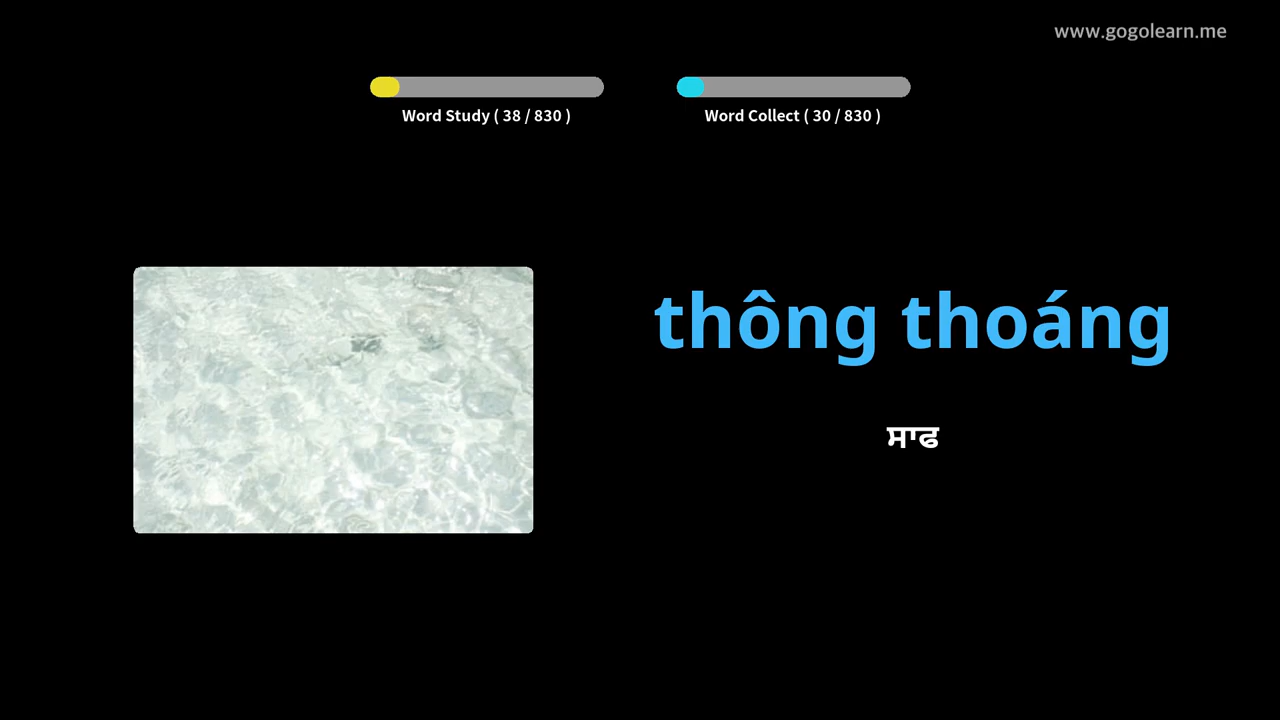 www.gogolearn.me
Word Study ( 38 / 830 )
Word Collect ( 30 / 830 )
thông thoáng
ਸਾਫ